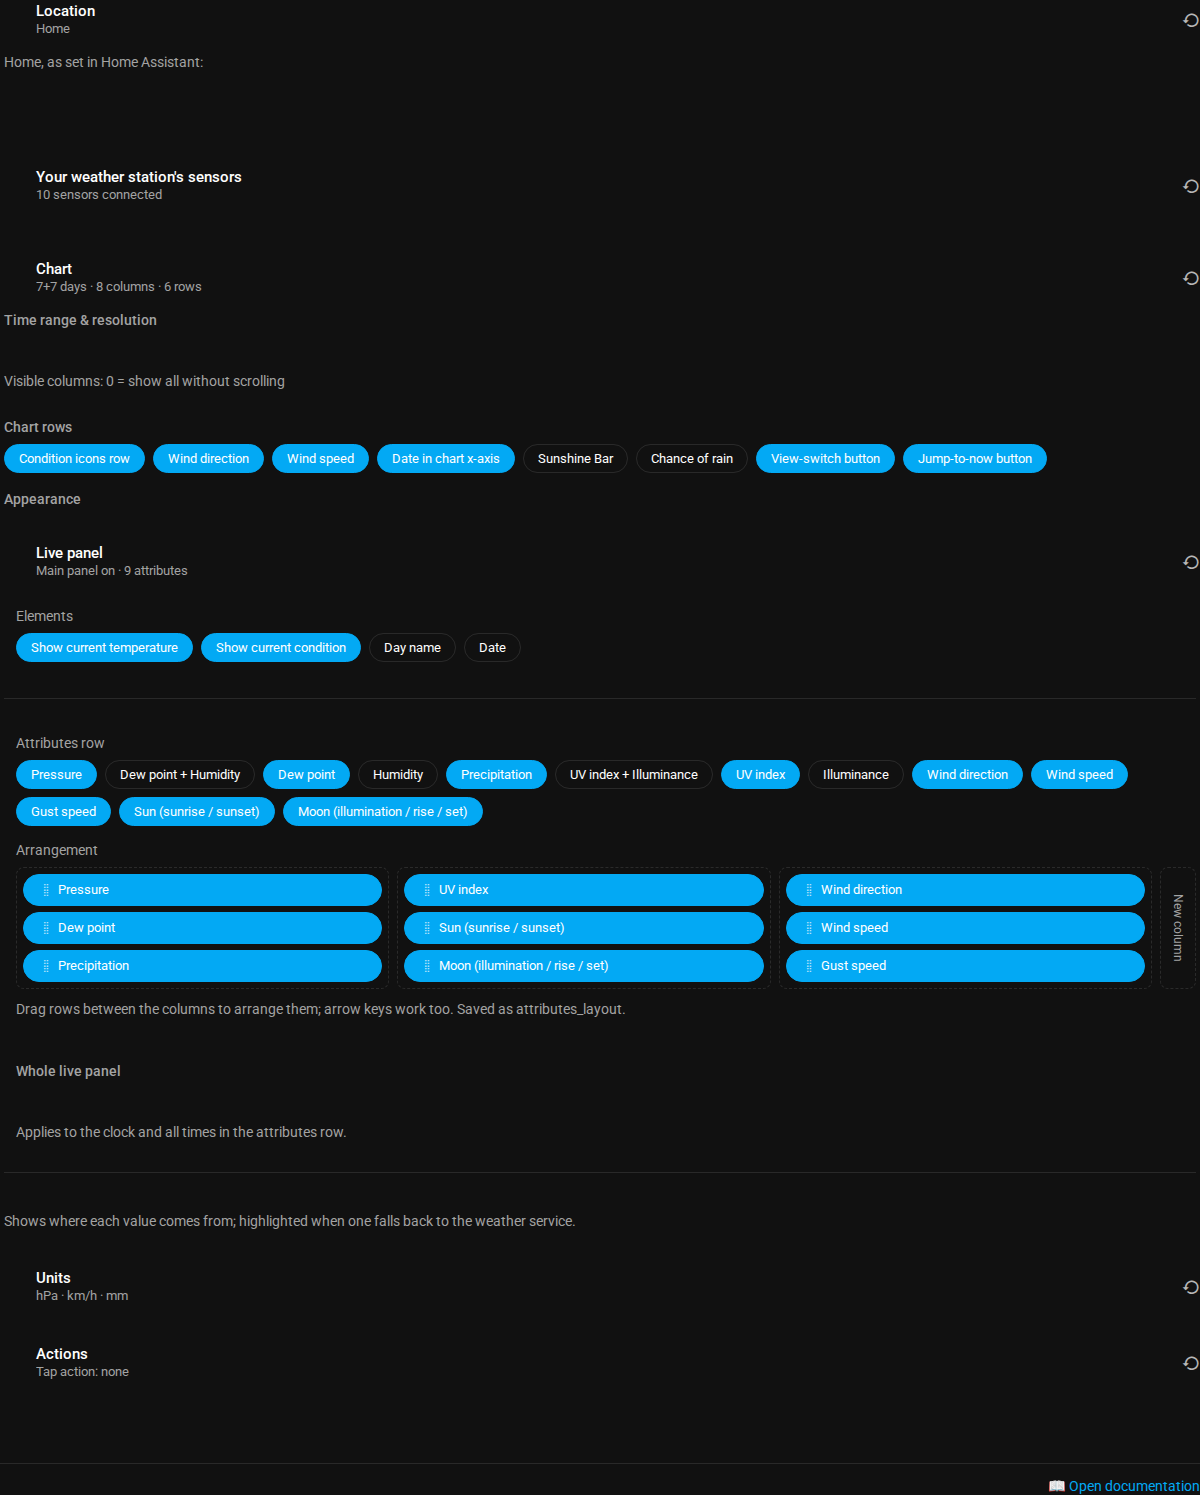 Location
Home
Home, as set in Home Assistant:
Your weather station's sensors
10 sensors connected
Chart
7+7 days · 8 columns · 6 rows
Time range & resolution
Visible columns: 0 = show all without scrolling
Chart rows
Condition icons row Wind direction Wind speed Date in chart x-axis Sunshine Bar Chance of rain View-switch button Jump-to-now button
Appearance
Live panel
Main panel on · 9 attributes
Elements
Show current temperature Show current condition Day name Date
Attributes row
Pressure Dew point + Humidity Dew point Humidity Precipitation UV index + Illuminance UV index Illuminance Wind direction Wind speed
Gust speed Sun (sunrise / sunset) Moon (illumination / rise / set)
Arrangement
Pressure UV index Wind direction
Dew point Sun (sunrise / sunset) Wind speed
Precipitation Moon (illumination / rise / set) Gust speed
New column
Drag rows between the columns to arrange them; arrow keys work too. Saved as attributes_layout.
Whole live panel
Applies to the clock and all times in the attributes row.
Shows where each value comes from; highlighted when one falls back to the weather service.
Units
hPa · km/h · mm
Actions
Tap action: none
📖 Open documentation